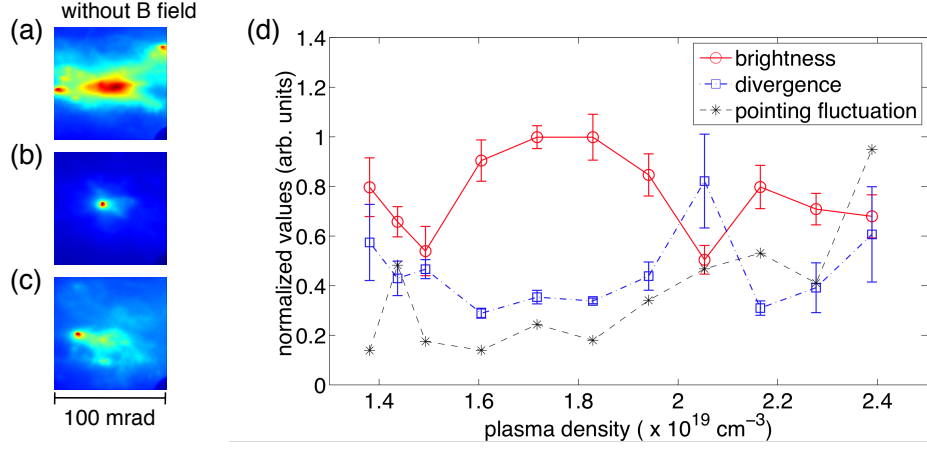 without B field
(a)
(b)
(c)
100 mrad
(d)
normalized values (arb. units)
1.4
1.2
1
0.8
0.6
0.4
0.2
0
brightness
divergence
pointing fluctuation
1.4
1.6
1.8
2
2.2
2.4
plasma density ( x 10¹⁹ cm⁻³)